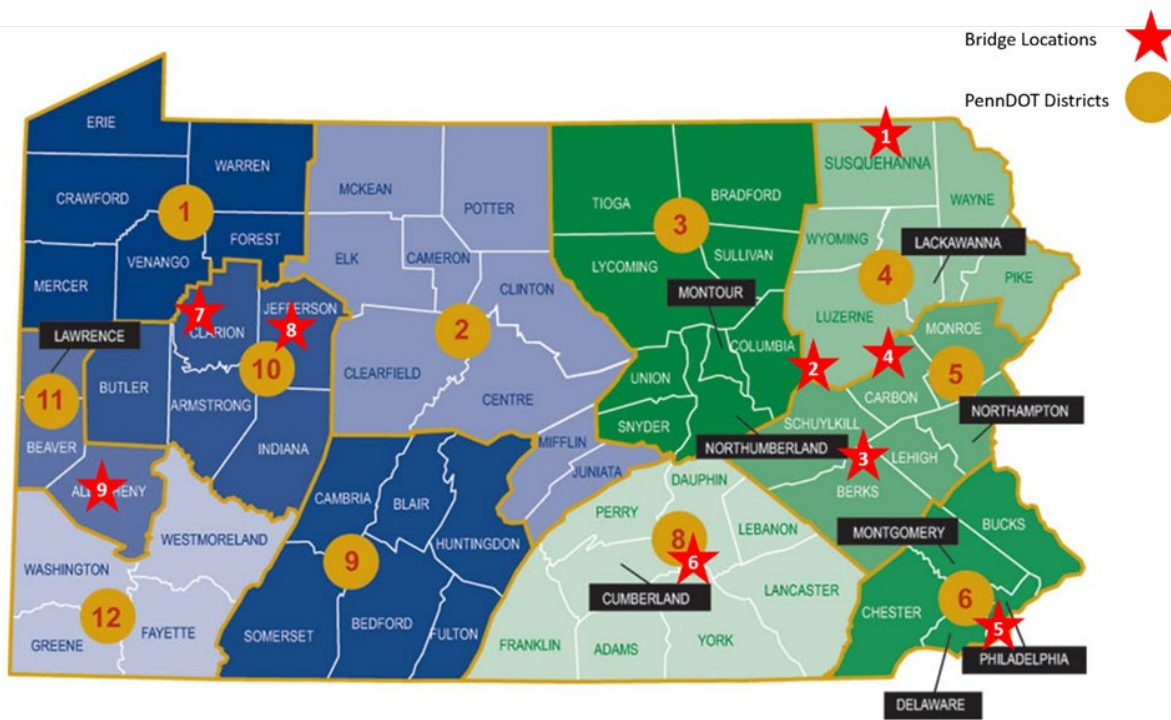 Bridge Locations
PennDOT Districts
ERIE
WARREN
CRAWFORD
1
FOREST
VENANGO
MERCER
MCKEAN
POTTER
ELK
CAMERON
CLINTON
2
CLEARFIELD
CENTRE
MIFFLIN
JUNIATA
TIOGA
BRADFORD
3
SULLIVAN
LYCOMING
MONTOUR
COLUMBIA
UNION
SNYDER
NORTHUMBERLAND
1
SUSQUEHANNA
WAYNE
WYOMING
LACKAWANNA
4
PIKE
LUZERNE
2
4
MONROE
5
CARBON
NORTHAMPTON
SCHUYLKILL
3
LEHIGH
BERKS
7
CLARION
JEFFERSON
8
10
LAWRENCE
BUTLER
11
ARMSTRONG
BEAVER
INDIANA
9
ALLEGHENY
WESTMORELAND
WASHINGTON
12
GREENE
FAYETTE
CAMBRIA
BLAIR
HUNTINGDON
9
SOMERSET
BEDFORD
FULTON
DAUPHIN
PERRY
LEBANON
8
6
CUMBERLAND
LANCASTER
FRANKLIN
ADAMS
YORK
MONTGOMERY
BUCKS
6
CHESTER
5
PHILADELPHIA
DELAWARE